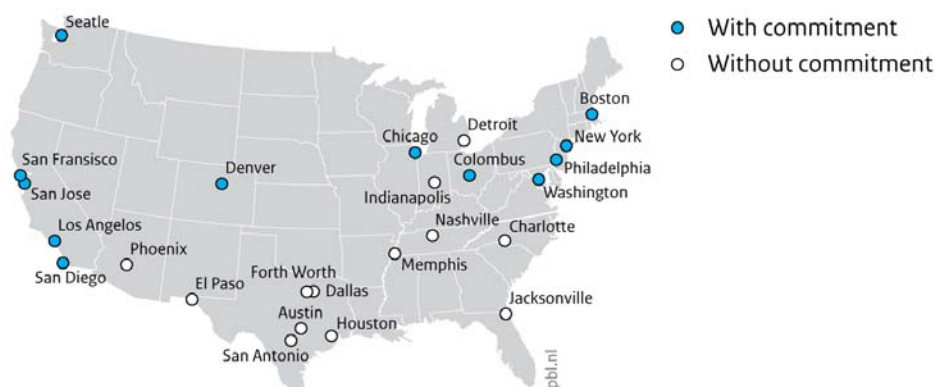 Seatle
With commitment
Without commitment
Boston
Detroit
New York
Chicago
Colombus
San Fransisco
Denver
Philadelphia
San Jose
Indianapolis
Washington
Los Angelos
Nashville
Charlotte
Phoenix
Memphis
San Diego
El Paso
Forth Worth
Dallas
Jacksonville
Austin
Houston
San Antonio
pbl.nl